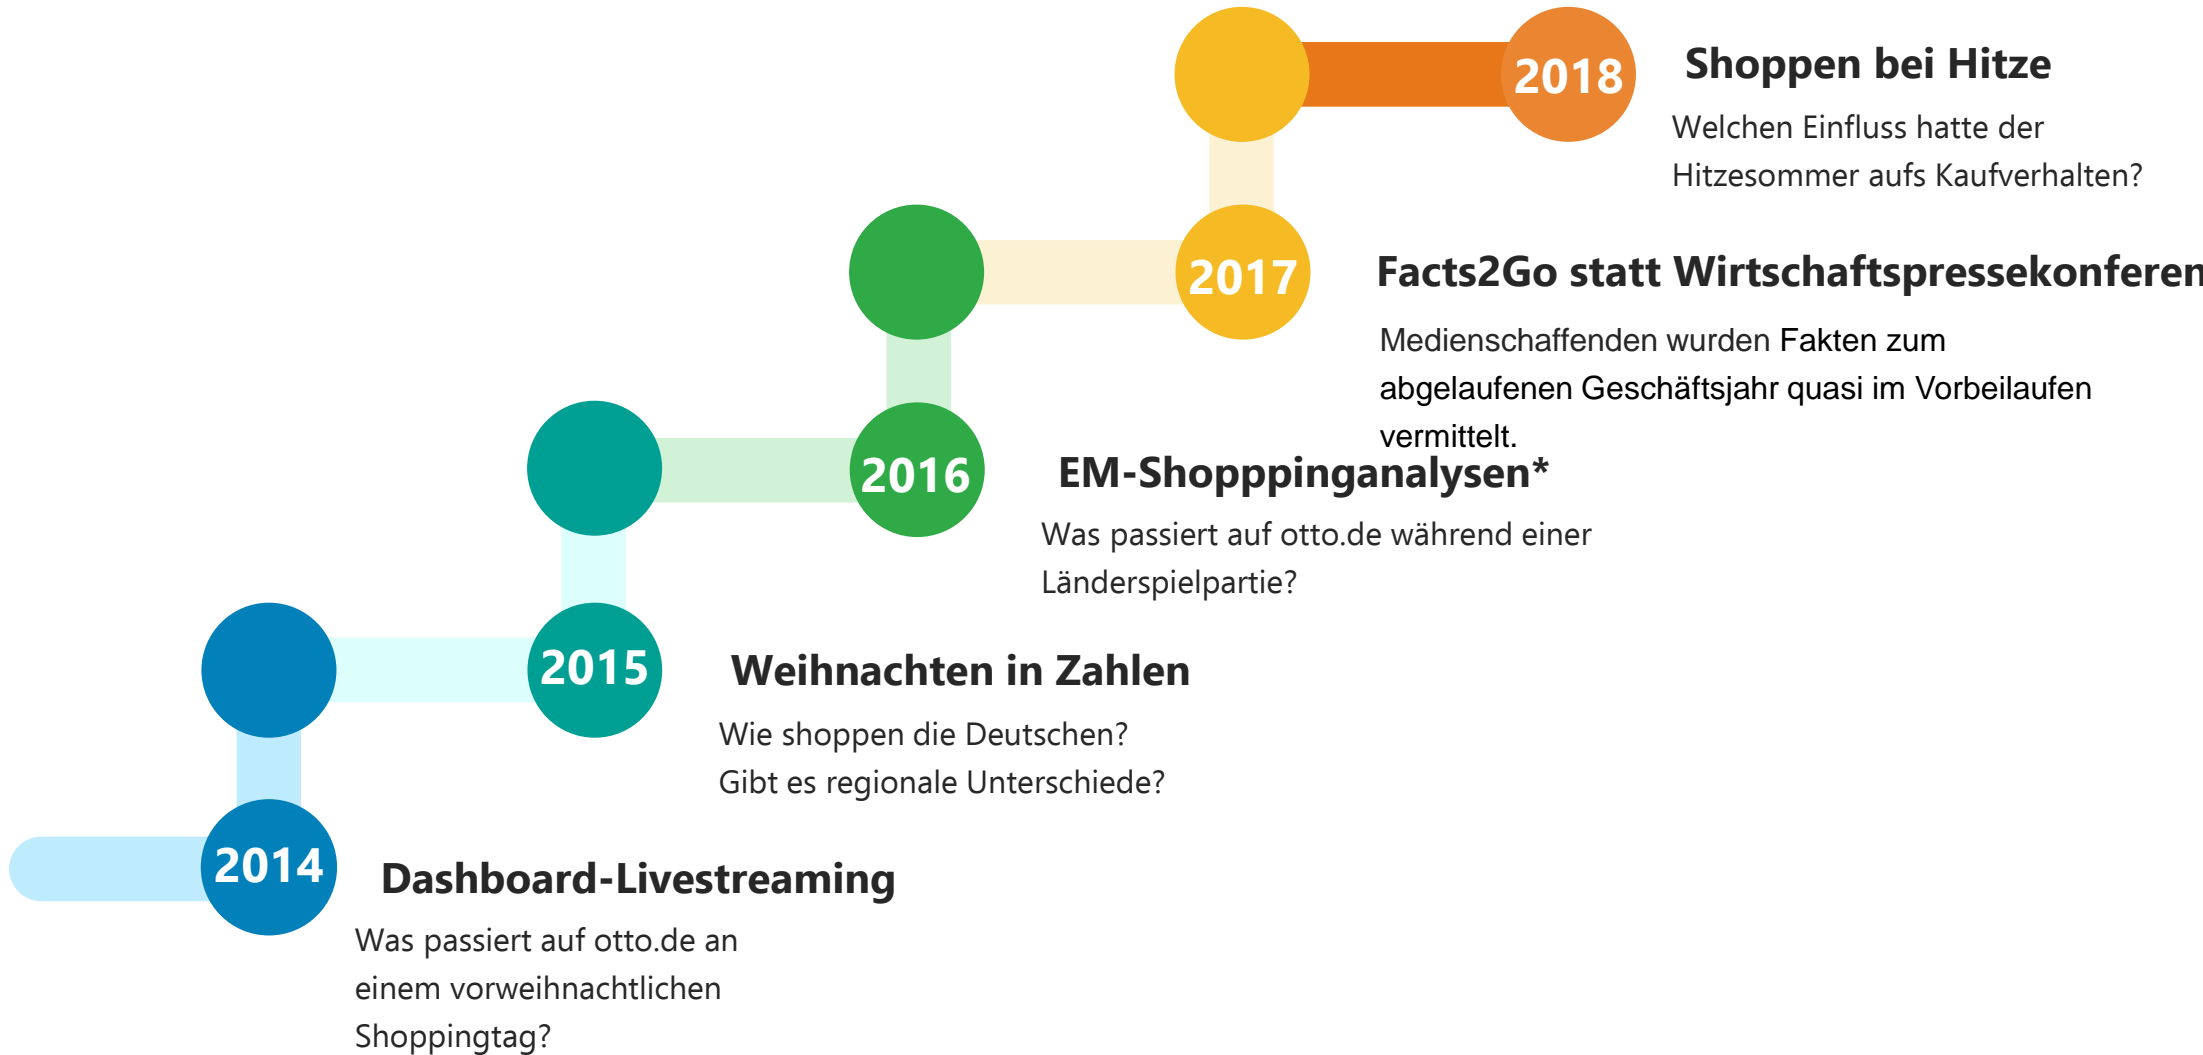 2018
Shoppen bei Hitze
Welchen Einfluss hatte der
Hitzesommer aufs Kaufverhalten?
2017
Facts2Go statt Wirtschaftspressekonferen
Medienschaffenden wurden Fakten zum
abgelaufenen Geschäftsjahr quasi im Vorbeilaufen
vermittelt.
2016
EM-Shopppinganalysen*
Was passiert auf otto.de während einer
Länderspielpartie?
2015
Weihnachten in Zahlen
Wie shoppen die Deutschen?
Gibt es regionale Unterschiede?
2014
Dashboard-Livestreaming
Was passiert auf otto.de an
einem vorweihnachtlichen
Shoppingtag?